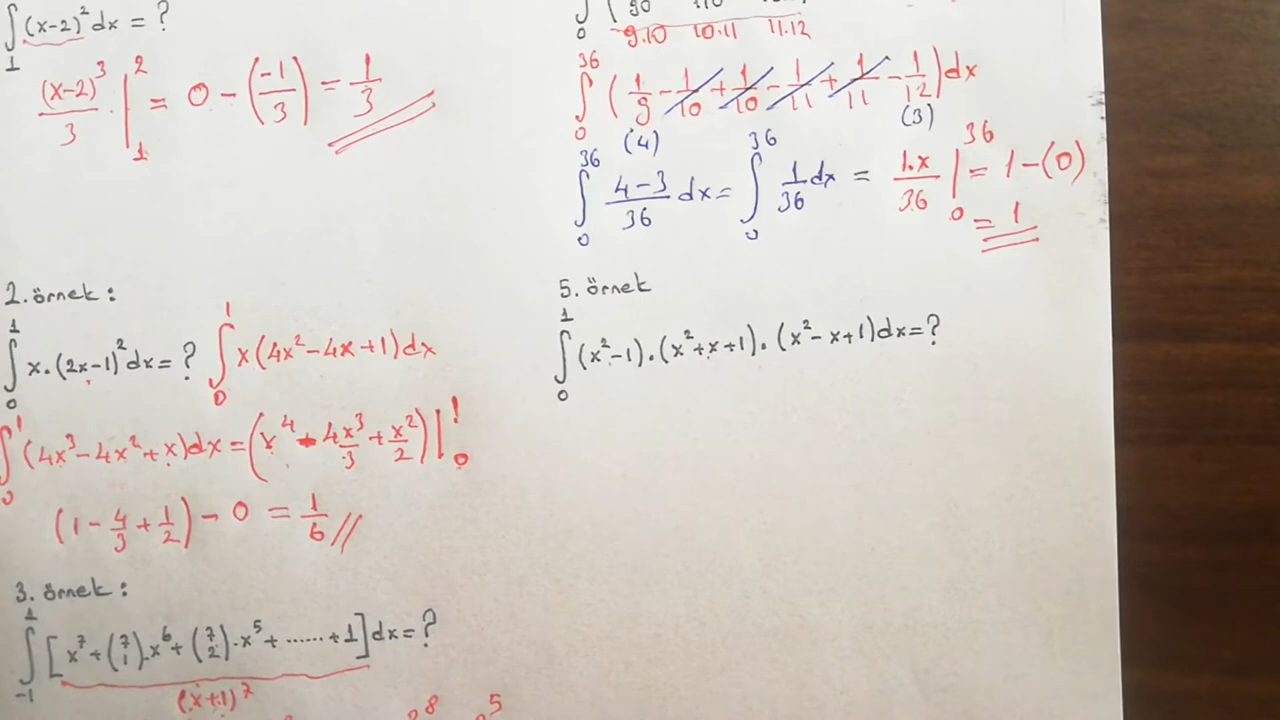 ∫₁ (x-2)² dx = ?
(x-2)³/3 |₁² = 0 - (-1/3) = 1/3
2. örnek :
∫₀¹ x.(2x-1)² dx = ? ∫₀¹ x(4x²-4x+1)dx
∫₀¹ (4x³-4x²+x)dx = (x⁴ - 4x³/3 + x²/2)|₀¹
(1 - 4/3 + 1/2) - 0 = 1/6 //
3. örnek :
∫₋₁¹ [x⁷ + (7 1).x⁶ + (7 2).x⁵ + ...... + 1] dx = ?
(x+1)⁷
8 5
∫₀ ( 90 110
9.10 10.11 11.12
∫₀³⁶ (1/9 - 1/10 + 1/10 - 1/11 + 1/11 - 1/12) dx
(4) (3)
∫₀³⁶ 4-3/36 dx = ∫₀³⁶ 1/36 dx = 1.x/36 |₀³⁶ = 1-(0)
= 1
5. örnek
∫₀¹ (x²-1).(x²+x+1).(x²-x+1)dx = ?